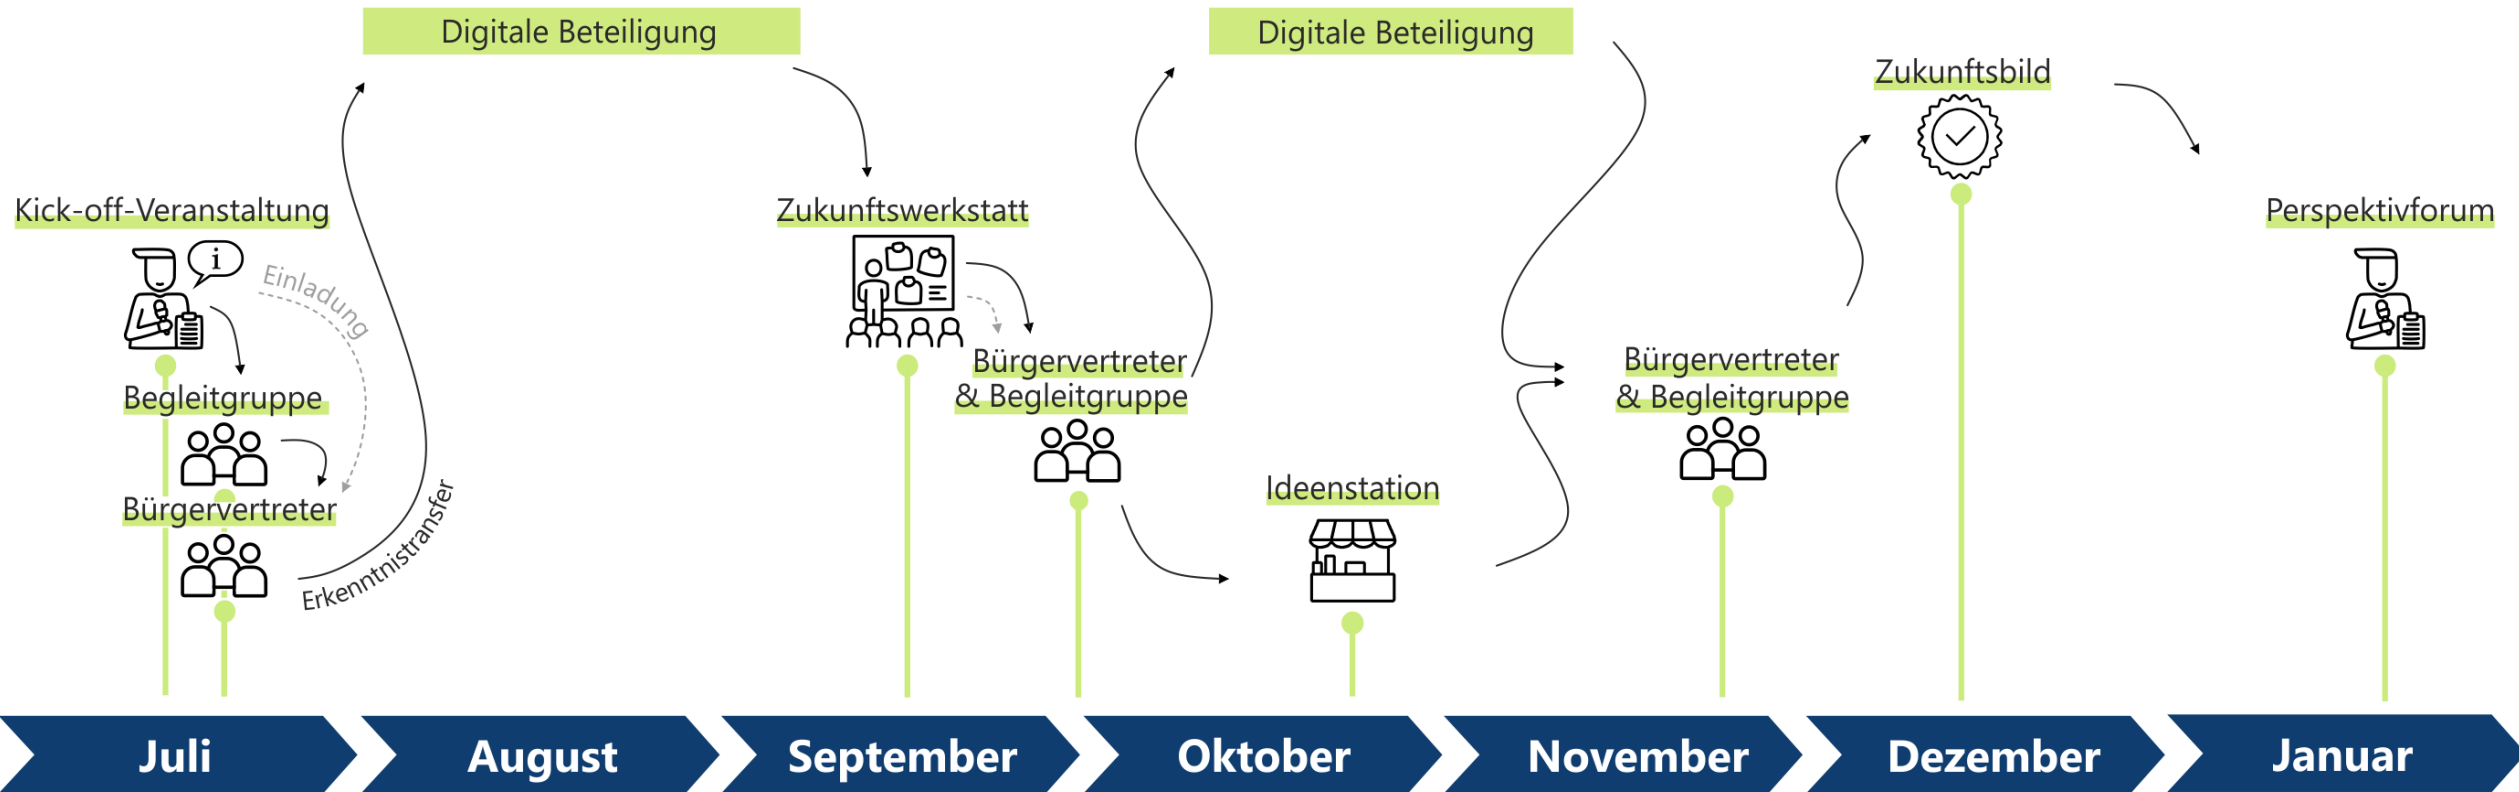 Digitale Beteiligung
Digitale Beteiligung
Zukunftsbild
Kick-off-Veranstaltung
i
Einladung
Zukunftswerkstatt
Perspektivforum
Begleitgruppe
Bürgervertreter
Erkenntnistransfer
Bürgervertreter
& Begleitgruppe
Ideenstation
Bürgervertreter
& Begleitgruppe
Juli
August
September
Oktober
November
Dezember
Januar